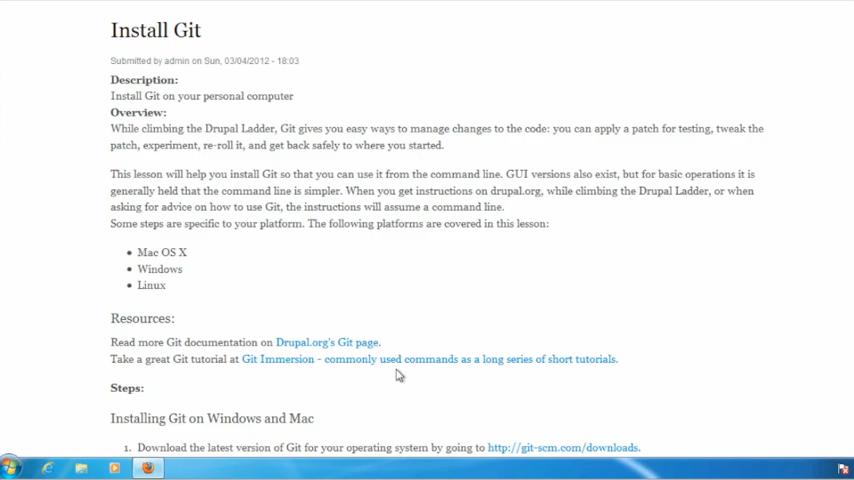 Install Git
Submitted by admin on Sun, 03/04/2012 - 18:03
Description:
Install Git on your personal computer
Overview:
While climbing the Drupal Ladder, Git gives you easy ways to manage changes to the code: you can apply a patch for testing, tweak the
patch, experiment, re-roll it, and get back safely to where you started.
This lesson will help you install Git so that you can use it from the command line. GUI versions also exist, but for basic operations it is
generally held that the command line is simpler. When you get instructions on drupal.org, while climbing the Drupal Ladder, or when
asking for advice on how to use Git, the instructions will assume a command line.
Some steps are specific to your platform. The following platforms are covered in this lesson:
• Mac OS X
• Windows
• Linux
Resources:
Read more Git documentation on Drupal.org's Git page.
Take a great Git tutorial at Git Immersion - commonly used commands as a long series of short tutorials.
Steps:
Installing Git on Windows and Mac
1. Download the latest version of Git for your operating system by going to http://git-scm.com/downloads.